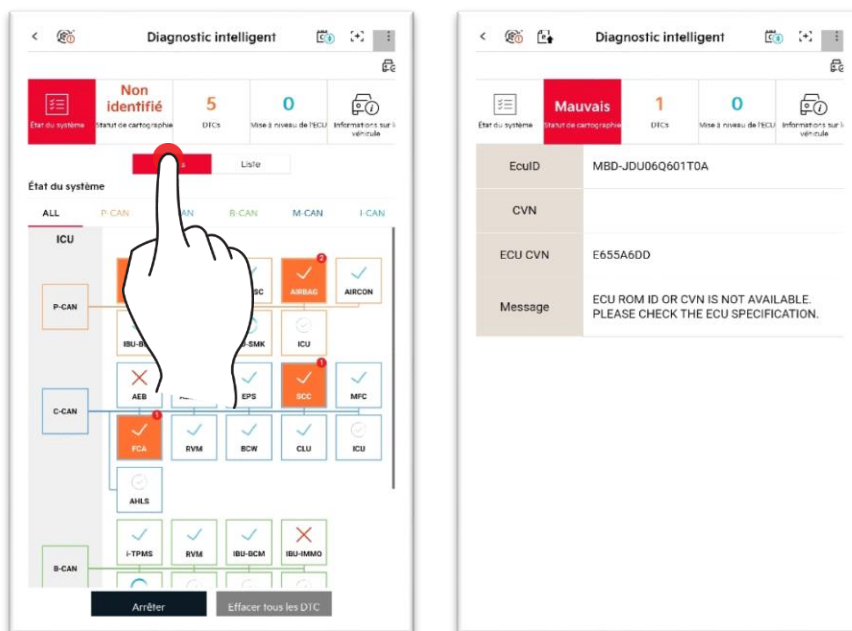 Diagnostic intelligent
Non identifié
5
0
État du système
Statut de cartographie
DTCs
Mise à niveau de l'ECU
Informations sur l
véhicule
Liste
État du système
ALL
P-CAN
B-CAN
M-CAN
I-CAN
ICU
2
AIRBAG
AIRCON
P-CAN
ICU
1
AEB
EPS
SCC
MFC
C-CAN
1
FCA
RVM
BCW
CLU
ICU
AHLS
i-TPMS
RVM
IBU-BCM
IBU-IMMO
B-CAN
Arrêter
Effacer tous les DTC
Diagnostic intelligent
Mauvais
1
0
État du système
Statut de cartographie
DTCs
Mise à niveau de l'ECU
Informations sur l
véhicule
EcuID
MBD-JDU06Q601T0A
CVN
ECU CVN
E655A6DD
Message
ECU ROM ID OR CVN IS NOT AVAILABLE.
PLEASE CHECK THE ECU SPECIFICATION.